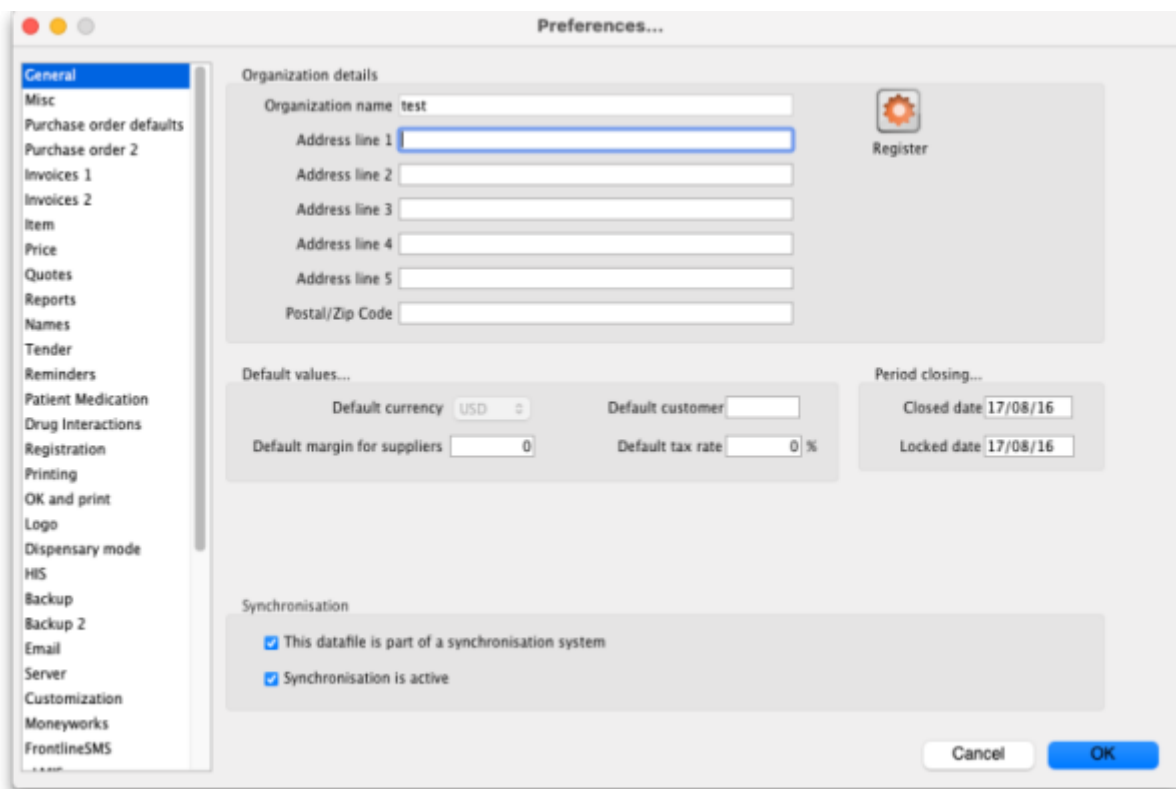 Preferences...
General
Misc
Purchase order defaults
Purchase order 2
Invoices 1
Invoices 2
Item
Price
Quotes
Reports
Names
Tender
Reminders
Patient Medication
Drug Interactions
Registration
Printing
OK and print
Logo
Dispensary mode
HIS
Backup
Backup 2
Email
Server
Customization
Moneyworks
FrontlineSMS
Organization details
Organization name test
Address line 1
Address line 2
Address line 3
Address line 4
Address line 5
Postal/Zip Code
Register
Default values...
Default currency USD Default customer
Default margin for suppliers 0 Default tax rate 0 %
Period closing...
Closed date 17/08/16
Locked date 17/08/16
Synchronisation
This datafile is part of a synchronisation system
Synchronisation is active
Cancel OK